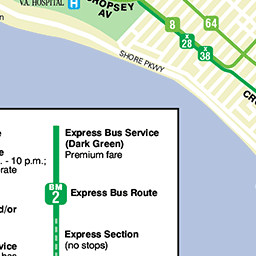 V.A. HOSPITAL H
CROPSEY
AV
8
64
X
28
X
38
SHORE PKWY
CR
Express Bus Service
(Dark Green)
Premium fare
. - 10 p.m.;
rate
BM
2
Express Bus Route
d/or
Express Section
(no stops)
vice